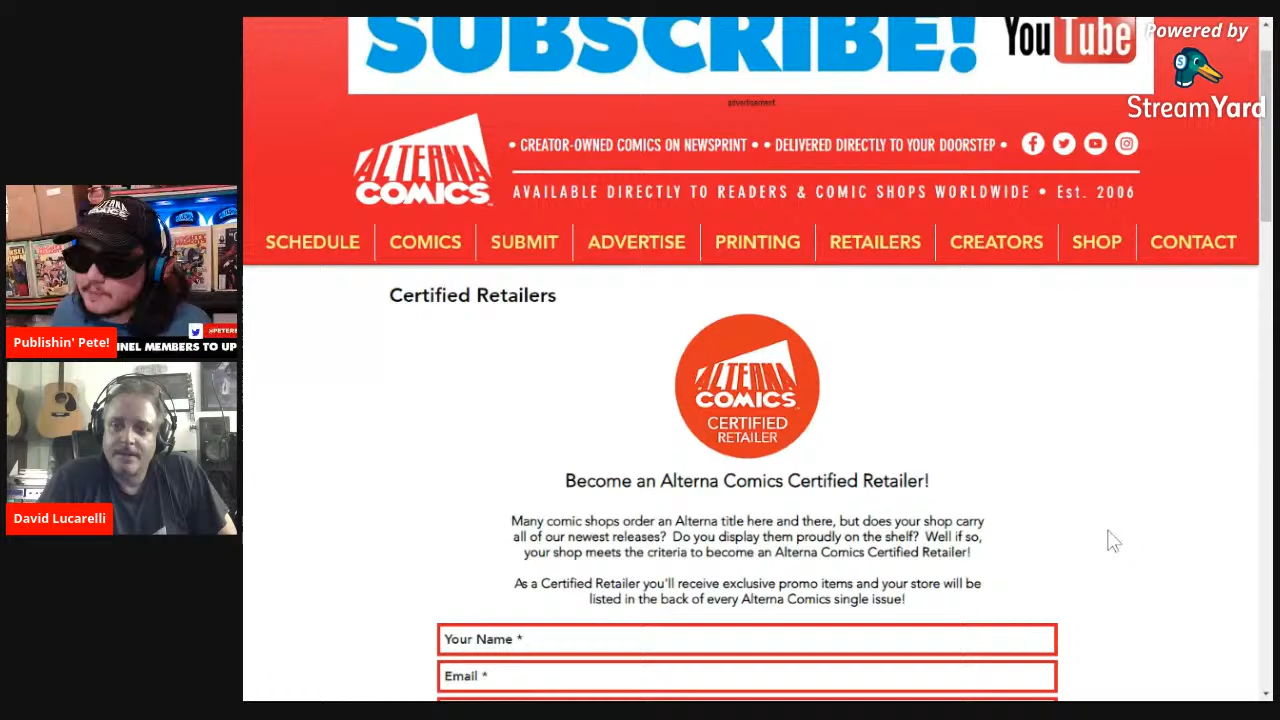 SUBSCRIBE!
YouTube
Powered by
StreamYard
advertisement
ALTERNA
COMICS
• CREATOR-OWNED COMICS ON NEWSPRINT • • DELIVERED DIRECTLY TO YOUR DOORSTEP •
AVAILABLE DIRECTLY TO READERS & COMIC SHOPS WORLDWIDE • Est. 2006
SCHEDULE
COMICS
SUBMIT
ADVERTISE
PRINTING
RETAILERS
CREATORS
SHOP
CONTACT
Certified Retailers
ALTERNA
COMICS
CERTIFIED
RETAILER
Become an Alterna Comics Certified Retailer!
Many comic shops order an Alterna title here and there, but does your shop carry
all of our newest releases? Do you display them proudly on the shelf? Well if so,
your shop meets the criteria to become an Alterna Comics Certified Retailer!
As a Certified Retailer you'll receive exclusive promo items and your store will be
listed in the back of every Alterna Comics single issue!
Your Name *
Email *
ALTERNA
COMICS
Publishin' Pete!
NEL MEMBERS TO UP
David Lucarelli